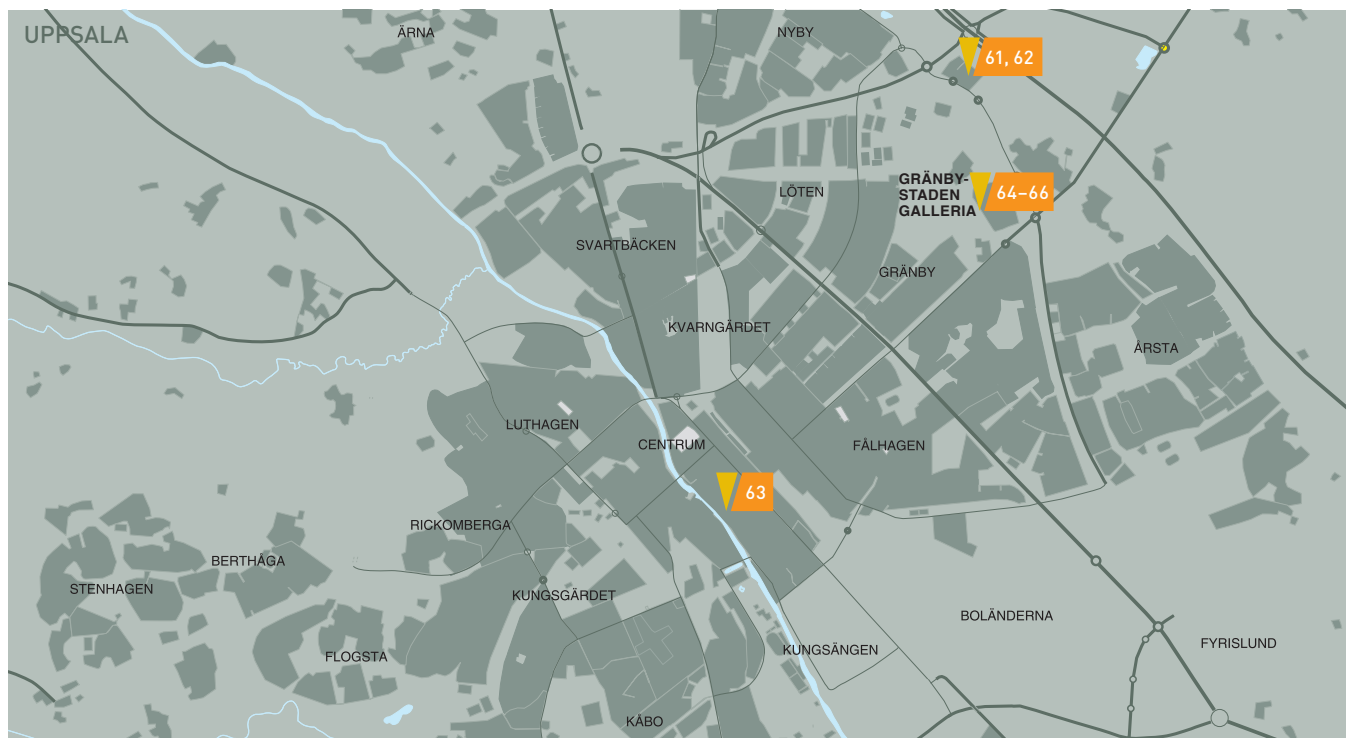 UPPSALA
ÄRNA
NYBY
61, 62
LÖTEN
GRÄNBY-
STADEN
GALLERIA
64–66
SVARTBÄCKEN
GRÄNBY
KVARNGÄRDET
ÅRSTA
LUTHAGEN
CENTRUM
FÅLHAGEN
63
RICKOMBERGA
BERTHÅGA
STENHAGEN
KUNGSGÄRDET
BOLÄNDERNA
FYRISLUND
FLOGSTA
KUNGSÄNGEN
KÅBO